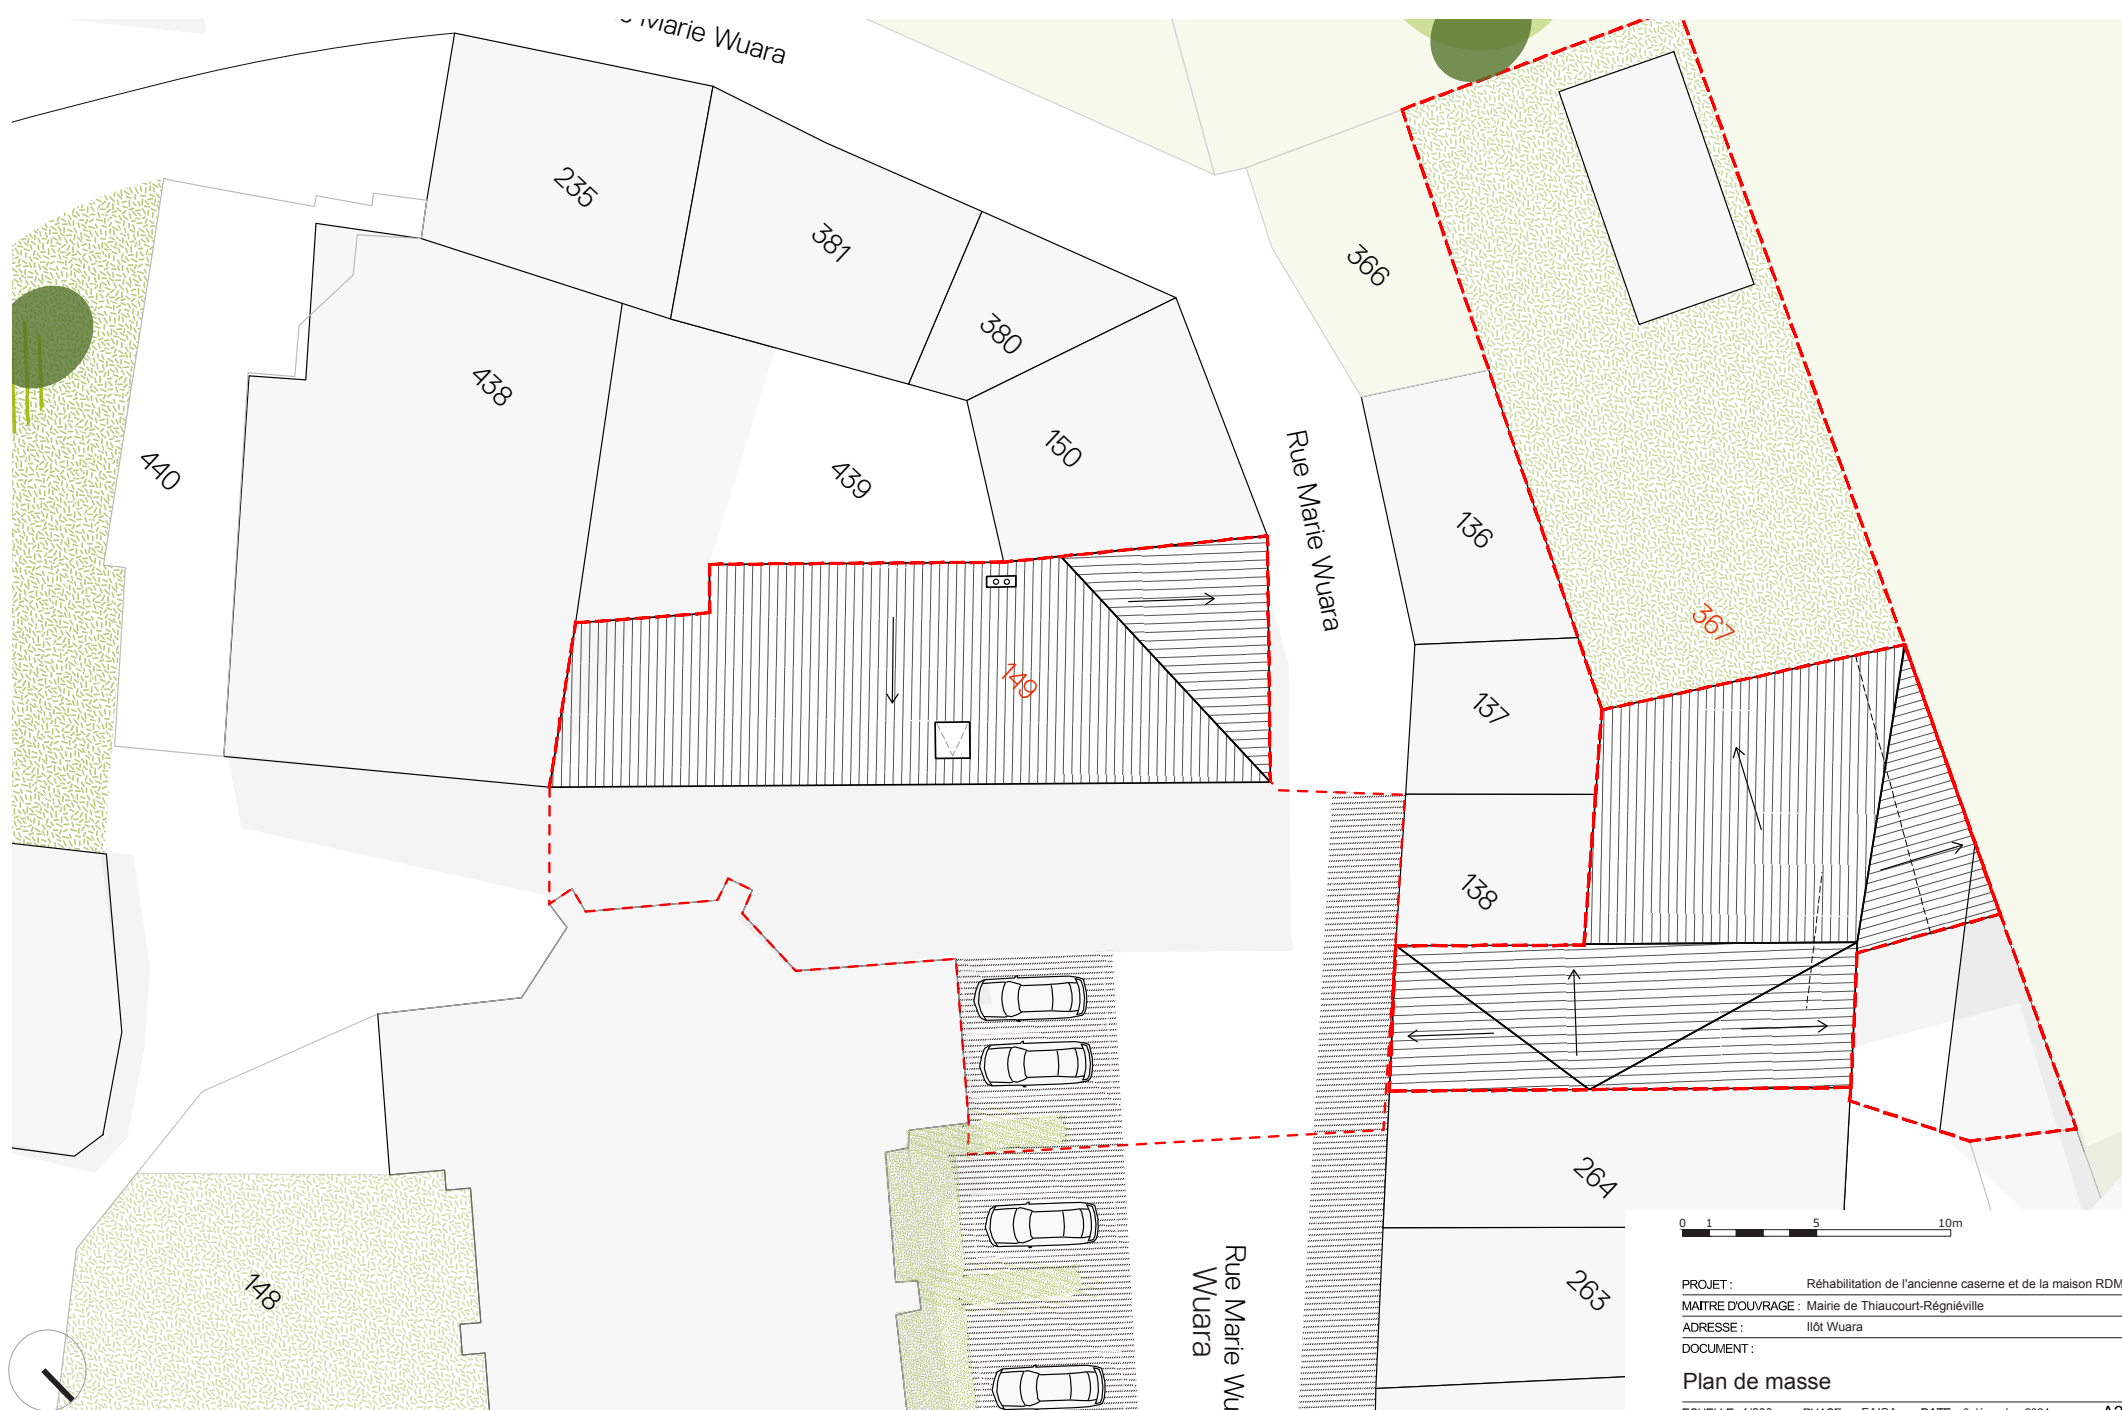 Marie Wuara
235
381
380
366
438
440
439
150
Rue Marie Wuara
136
149
367
137
138
264
263
148
Rue Marie Wu
Wuara
0 1 5 10m
PROJET : Réhabilitation de l'ancienne caserne et de la maison RDM
MAITRE D'OUVRAGE : Mairie de Thiaucourt-Régniéville
ADRESSE : Ilôt Wuara
DOCUMENT :
Plan de masse